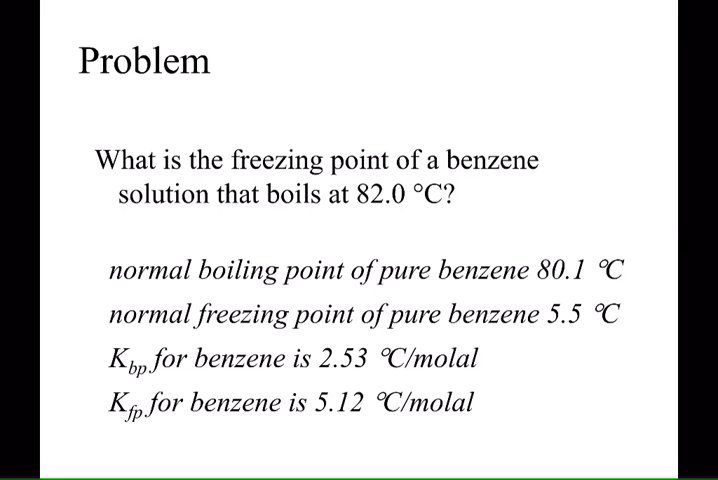 Problem
What is the freezing point of a benzene
solution that boils at 82.0 °C?
normal boiling point of pure benzene 80.1 °C
normal freezing point of pure benzene 5.5 °C
Kbp for benzene is 2.53 °C/molal
Kfp for benzene is 5.12 °C/molal